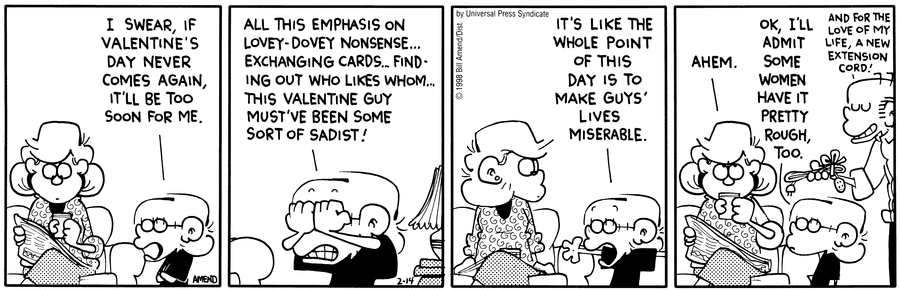 I SWEAR, IF
VALENTINE'S
DAY NEVER
COMES AGAIN,
IT'LL BE TOO
SOON FOR ME.
AMEND
ALL THIS EMPHASIS ON
LOVEY-DOVEY NONSENSE...
EXCHANGING CARDS... FIND-
ING OUT WHO LIKES WHOM...
THIS VALENTINE GUY
MUST'VE BEEN SOME
SORT OF SADIST!
2-14
© 1998 Bill Amend/Dist. by Universal Press Syndicate
IT'S LIKE THE
WHOLE POINT
OF THIS
DAY IS TO
MAKE GUYS'
LIVES
MISERABLE.
AHEM.
OK, I'LL
ADMIT
SOME
WOMEN
HAVE IT
PRETTY
ROUGH,
TOO.
AND FOR THE
LOVE OF MY
LIFE, A NEW
EXTENSION
CORD!